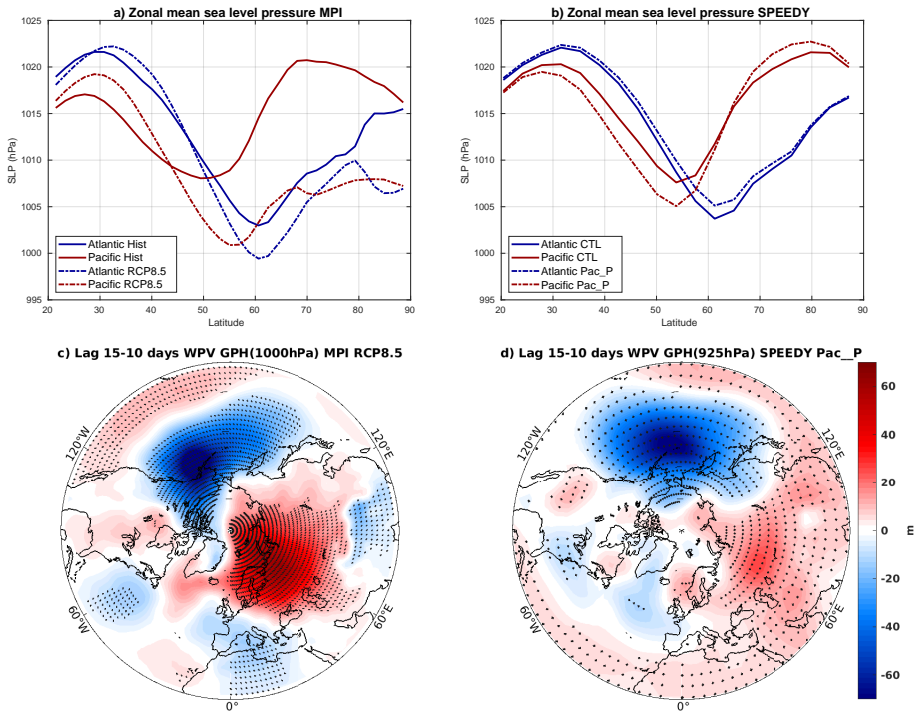 a) Zonal mean sea level pressure MPI
1025
1020
1015
1010
1005
1000
995
SLP (hPa)
Atlantic Hist
Pacific Hist
Atlantic RCP8.5
Pacific RCP8.5
20 30 40 50 60 70 80 90
Latitude
b) Zonal mean sea level pressure SPEEDY
1025
1020
1015
1010
1005
1000
995
SLP (hPa)
Atlantic CTL
Pacific CTL
Atlantic Pac_P
Pacific Pac_P
20 30 40 50 60 70 80 90
Latitude
c) Lag 15-10 days WPV GPH(1000hPa) MPI RCP8.5
120°W
120°E
60°W
60°E
0°
d) Lag 15-10 days WPV GPH(925hPa) SPEEDY Pac__P
120°W
120°E
60°W
60°E
0°
60
40
20
0
-20
-40
-60
m